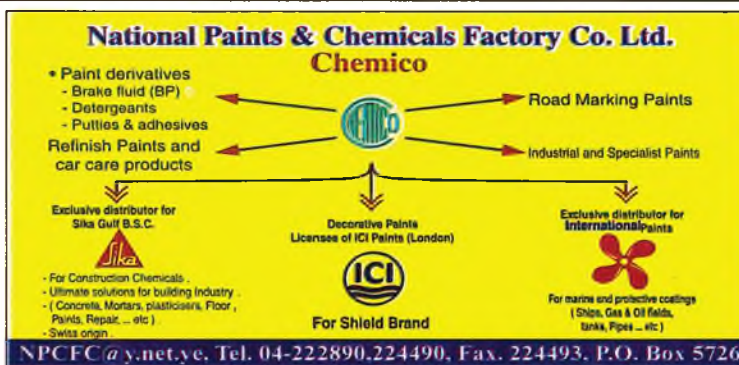 National Paints & Chemicals Factory Co. Ltd.
Chemico
• Paint derivatives
- Brake fluid (BP)
- Detergeants
- Putties & adhesives
Refinish Paints and
car care products
CHEMICO
Road Marking Paints
Industrial and Specialist Paints
Exclusive distributor for
Sika Gulf B.S.C.
Sika
- For Construction Chemicals .
- Ultimate solutions for building Industry .
- ( Concrete, Mortars, plasticisers, Floor ,
Paints, Repair, ... etc )
- Swiss origin .
Decorative Paints
Licensee of ICI Paints (London)
ICI
For Shield Brand
Exclusive distributor for
International Paints
For marine and protective coatings
( Ships, Gas & Oil fields,
tanks, Pipes ... etc )
NPCFC@y.net.ye, Tel. 04-222890,224490, Fax. 224493, P.O. Box 5726